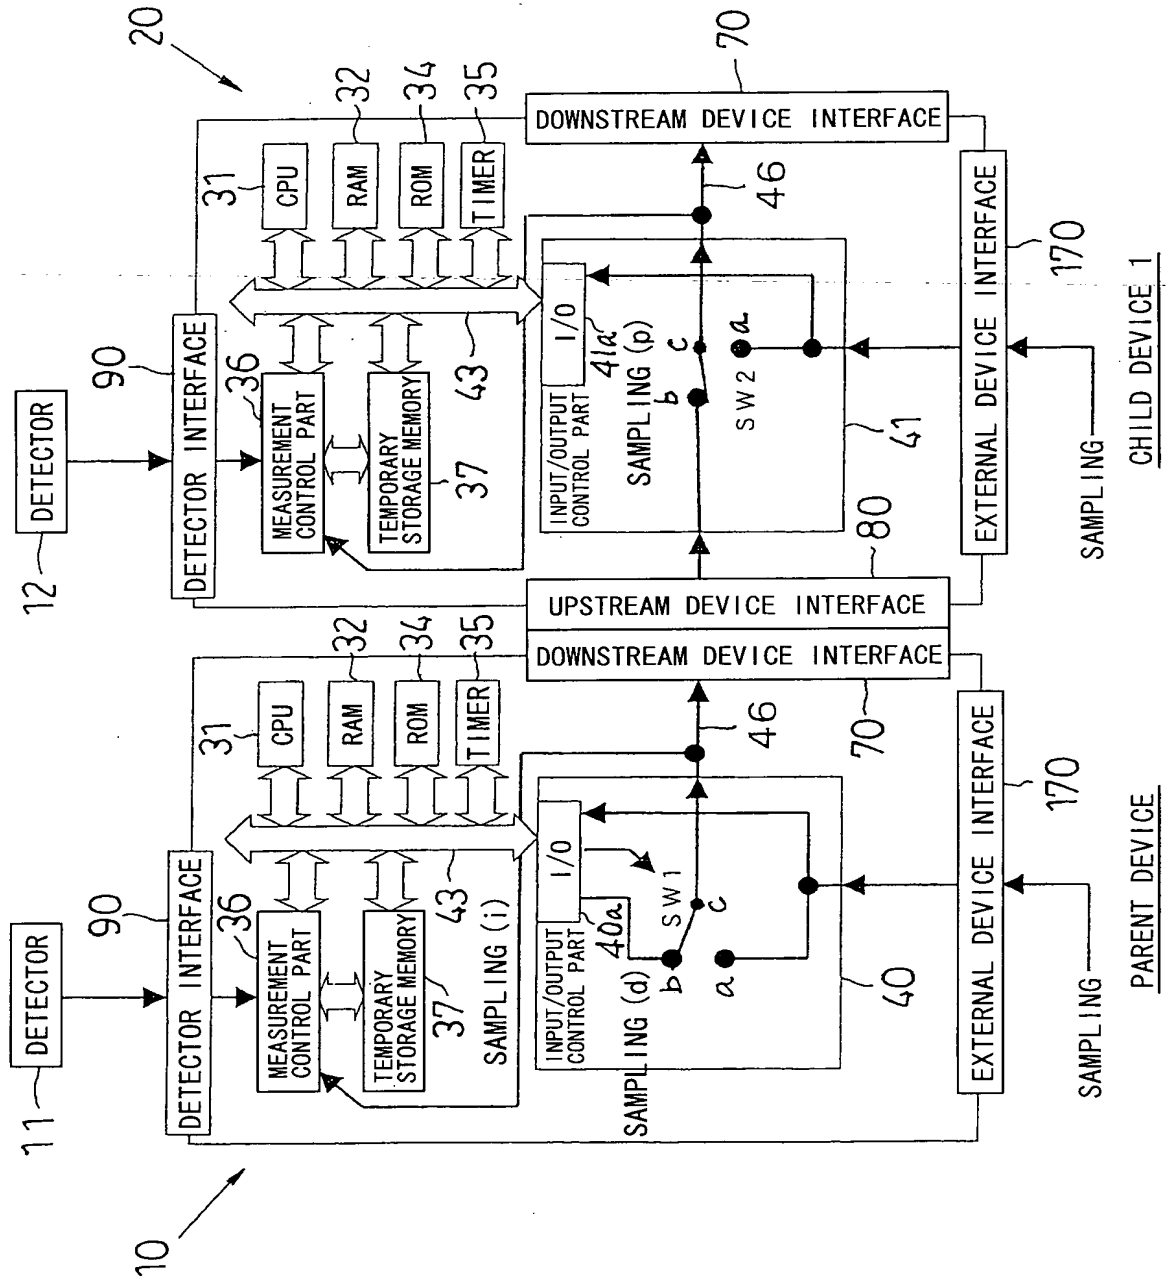 10
11
DETECTOR
90
DETECTOR INTERFACE
36
MEASUREMENT
CONTROL PART
TEMPORARY
STORAGE MEMORY
37
43
SAMPLING (i)
31
CPU
RAM
32
ROM
34
TIMER
35
I/O
40a
INPUT/OUTPUT
CONTROL PART
SAMPLING (d)
SW1
b
c
a
40
46
DOWNSTREAM DEVICE INTERFACE
70
EXTERNAL DEVICE INTERFACE
170
SAMPLING
PARENT DEVICE
20
12
DETECTOR
90
DETECTOR INTERFACE
36
MEASUREMENT
CONTROL PART
TEMPORARY
STORAGE MEMORY
37
43
31
CPU
RAM
32
ROM
34
TIMER
35
I/O
41a
INPUT/OUTPUT
CONTROL PART
SAMPLING (p)
b
c
a
SW2
41
46
UPSTREAM DEVICE INTERFACE
80
DOWNSTREAM DEVICE INTERFACE
70
EXTERNAL DEVICE INTERFACE
170
SAMPLING
CHILD DEVICE 1